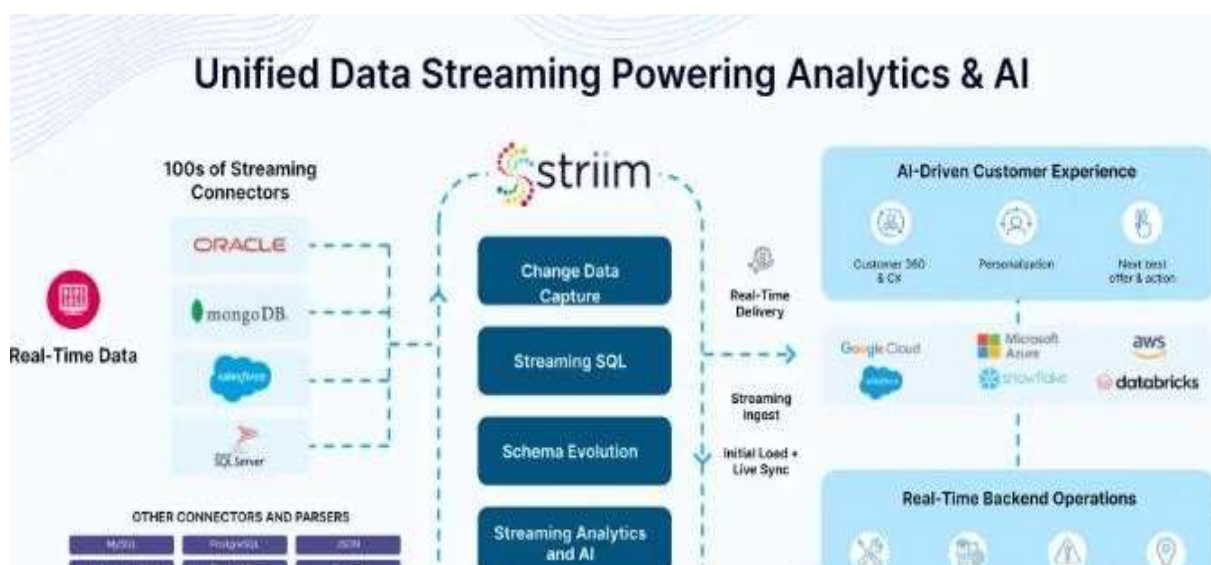 Unified Data Streaming Powering Analytics & AI
100s of Streaming
Connectors
ORACLE
mongoDB
salesforce
SQL Server
Real-Time Data
OTHER CONNECTORS AND PARSERS
MySQL
PostgreSQL
JSON
striim
Change Data
Capture
Streaming SQL
Schema Evolution
Streaming Analytics
and AI
Real-Time
Delivery
Streaming
Ingest
Initial Load +
Live Sync
AI-Driven Customer Experience
Customer 360
& CX
Personalization
Next best
offer & action
Google Cloud
Microsoft
Azure
aws
salesforce
snowflake
databricks
Real-Time Backend Operations